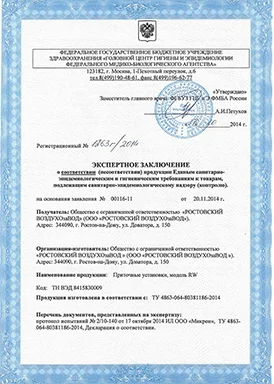 ФЕДЕРАЛЬНОЕ ГОСУДАРСТВЕННОЕ БЮДЖЕТНОЕ УЧРЕЖДЕНИЕ
ЗДРАВООХРАНЕНИЯ «ГОЛОВНОЙ ЦЕНТР ГИГИЕНЫ И ЭПИДЕМИОЛОГИИ
ФЕДЕРАЛЬНОГО МЕДИКО-БИОЛОГИЧЕСКОГО АГЕНТСТВА»
123182, г. Москва, 1-Пехотный переулок, д.6
тел.8(499)190-48-61, факс 8(499)196-62-77
«Утверждаю»
Заместитель главного врача ФГБУЗ ГЦГиЭ ФМБА России
А.И.Петухов
2014 г.
Регистрационный № 1863г/2014
ЭКСПЕРТНОЕ ЗАКЛЮЧЕНИЕ
о соответствии (несоответствии) продукции Единым санитарно-
эпидемиологическим и гигиеническим требованиям к товарам,
подлежащим санитарно-эпидемиологическому надзору (контролю).
на основании заявления № 00116-11 от 20.11.2014 г.
Получатель: Общество с ограниченной ответственностью «РОСТОВСКИЙ
ВОЗДУХОзаВОД» (ООО «РОСТОВСКИЙ ВОЗДУХОзаВОД»).
Адрес: 344090, г. Ростов-на-Дону, ул. Доватора, д. 150
Организация-изготовитель: Общество с ограниченной ответственностью
«РОСТОВСКИЙ ВОЗДУХОзаВОД» (ООО «РОСТОВСКИЙ ВОЗДУХОзаВОД»).
Адрес: 344090, г. Ростов-на-Дону, ул. Доватора, д. 150
Наименование продукции: Приточные установки, модель RW
Код: ТН ВЭД 8415830009
Продукция изготовлена в соответствии с: ТУ 4863-064-80381186-2014
Перечень документов, представленных на экспертизу:
протокол испытаний № 2/10-140 от 17 октября 2014 ИЛ ООО «Микрон», ТУ 4863-
064-80381186-2014, Декларация о соответствии.